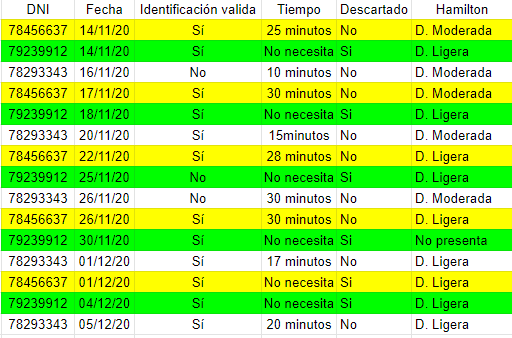 DNI Fecha Identificación valida Tiempo Descartado Hamilton
78456637 14/11/20 Sí 25 minutos No D. Moderada
79239912 14/11/20 Sí No necesita Si D. Ligera
78293343 16/11/20 No 10 minutos No D. Moderada
78456637 17/11/20 Sí 30 minutos No D. Moderada
79239912 18/11/20 Sí No necesita Si D. Ligera
78293343 20/11/20 Sí 15minutos No D. Moderada
78456637 22/11/20 Sí 28 minutos No D. Ligera
79239912 25/11/20 No No necesita Si D. Ligera
78293343 26/11/20 No 30 minutos No D. Moderada
78456637 26/11/20 Sí 30 minutos No D. Ligera
79239912 30/11/20 Sí No necesita Si No presenta
78293343 01/12/20 Sí 17 minutos No D. Ligera
78456637 01/12/20 Sí No necesita Si D. Ligera
79239912 04/12/20 Sí No necesita Si D. Ligera
78293343 05/12/20 Sí 20 minutos No D. Ligera